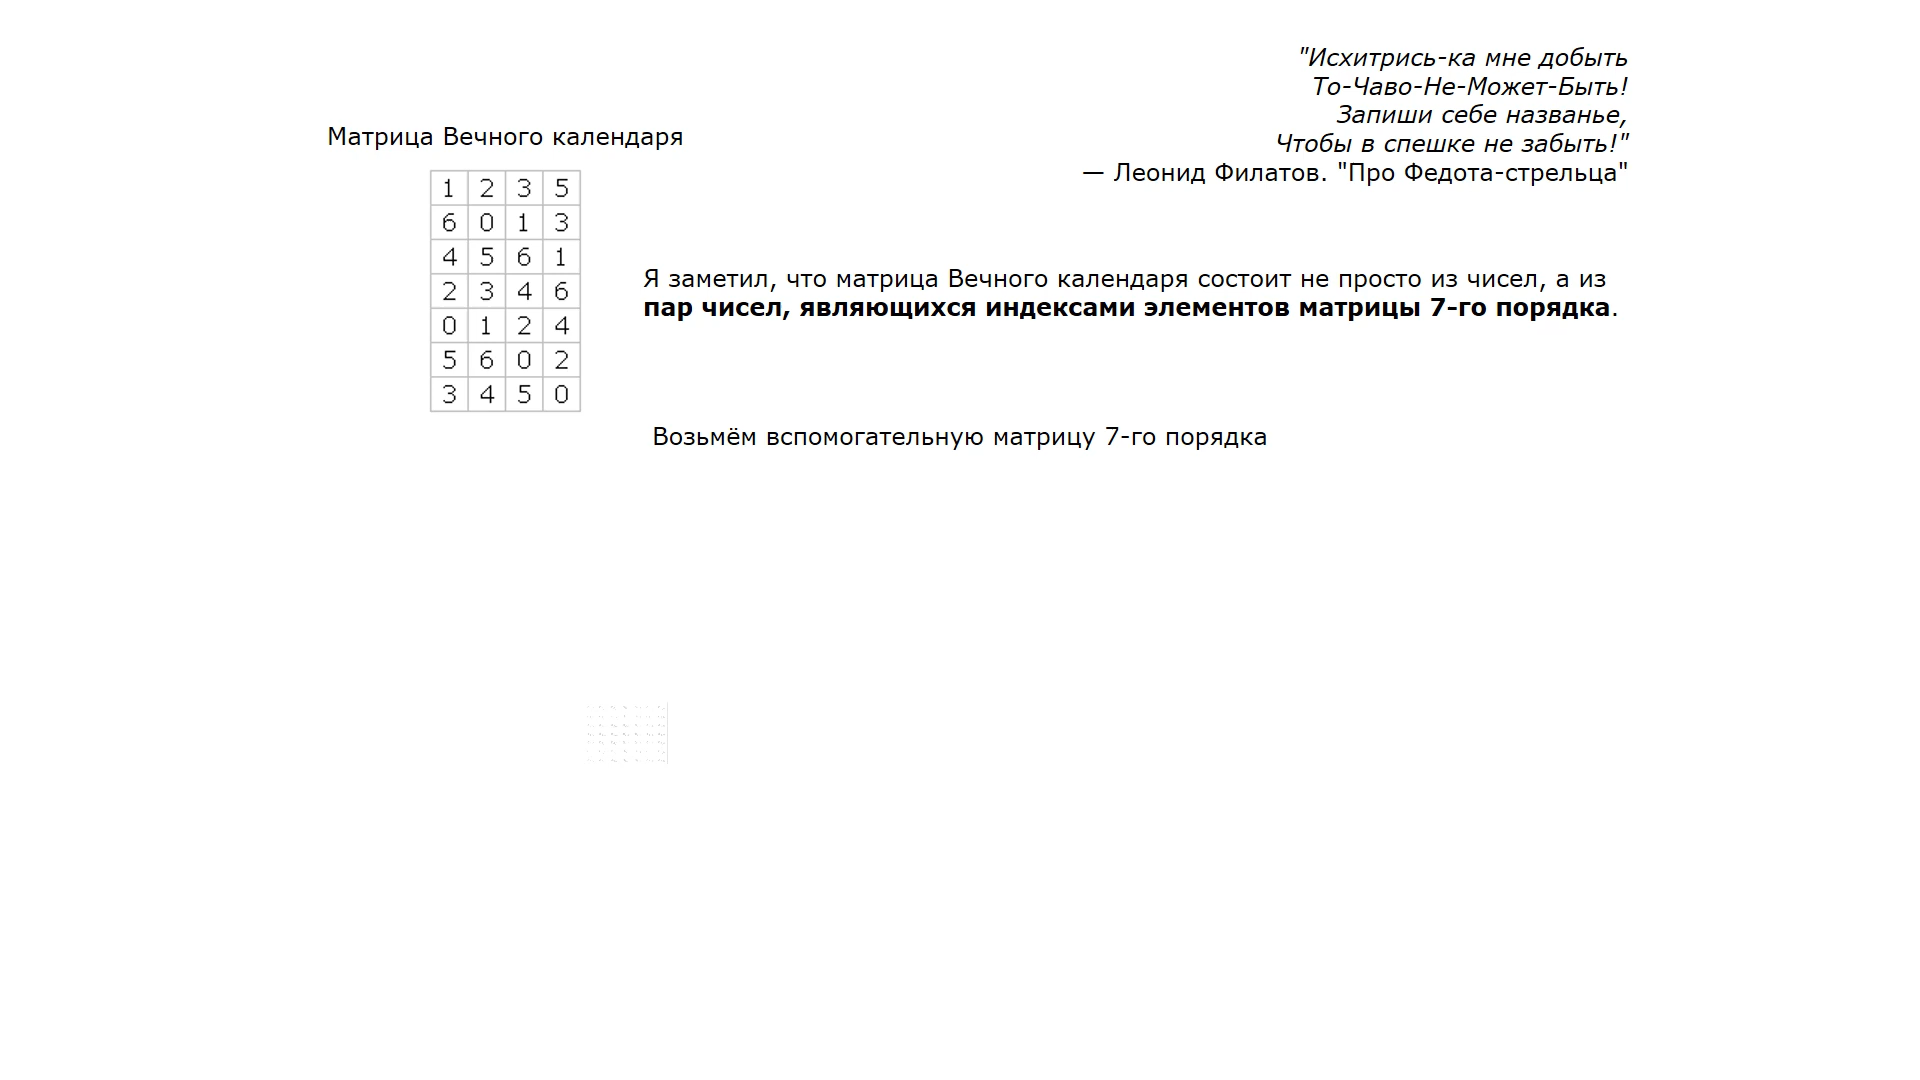 "Исхитрись-ка мне добыть
То-Чаво-Не-Может-Быть!
Запиши себе названье,
Чтобы в спешке не забыть!"
— Леонид Филатов. "Про Федота-стрельца"
Матрица Вечного календаря
1 2 3 5
6 0 1 3
4 5 6 1
2 3 4 6
0 1 2 4
5 6 0 2
3 4 5 0
Я заметил, что матрица Вечного календаря состоит не просто из чисел, а из
пар чисел, являющихся индексами элементов матрицы 7-го порядка.
Возьмём вспомогательную матрицу 7-го порядка